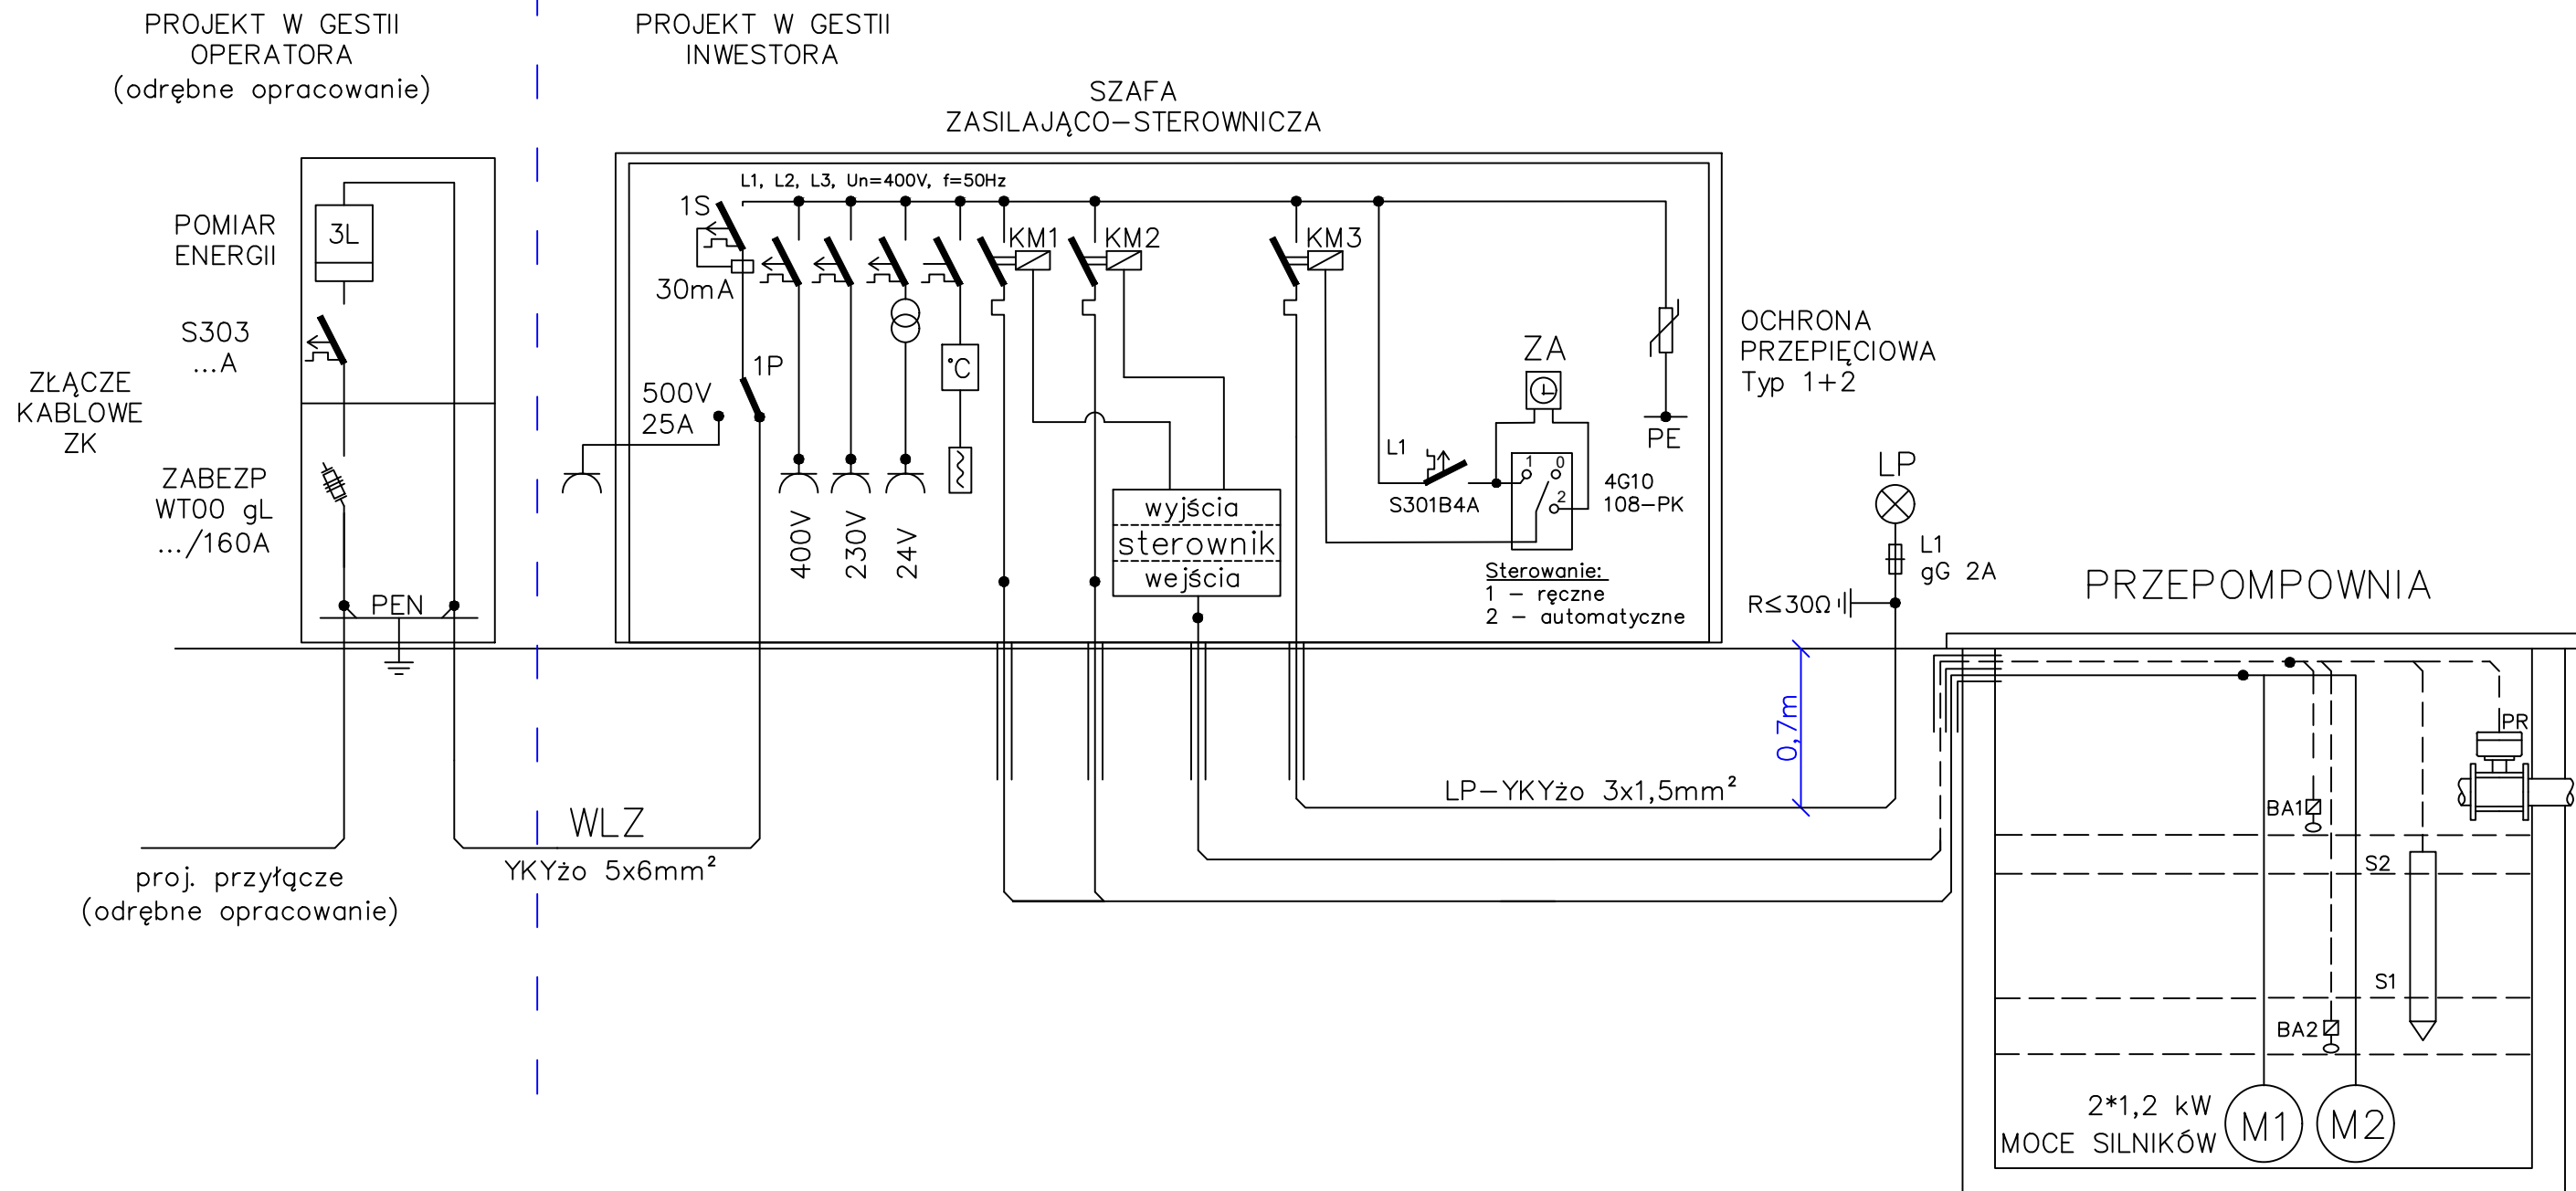 PROJEKT W GESTII
OPERATORA
(odrębne opracowanie)
PROJEKT W GESTII
INWESTORA
SZAFA
ZASILAJĄCO-STEROWNICZA
POMIAR
ENERGII
3L
S303
...A
ZŁĄCZE
KABLOWE
ZK
ZABEZP
WT00 gL
.../160A
PEN
proj. przyłącze
(odrębne opracowanie)
WLZ
YKYżo 5x6mm²
L1, L2, L3, Un=400V, f=50Hz
1S
30mA
1P
500V
25A
400V
230V
24V
°C
KM1
KM2
KM3
wyjścia
sterownik
wejścia
ZA
L1
S301B4A
1
0
2
4G10
108-PK
Sterowanie:
1 - ręczne
2 - automatyczne
PE
OCHRONA
PRZEPIĘCIOWA
Typ 1+2
LP
L1
gG 2A
R≤30Ω
0,7m
LP-YKYżo 3x1,5mm²
PRZEPOMPOWNIA
PR
BA1
S2
S1
BA2
2*1,2 kW
MOCE SILNIKÓW
M1
M2